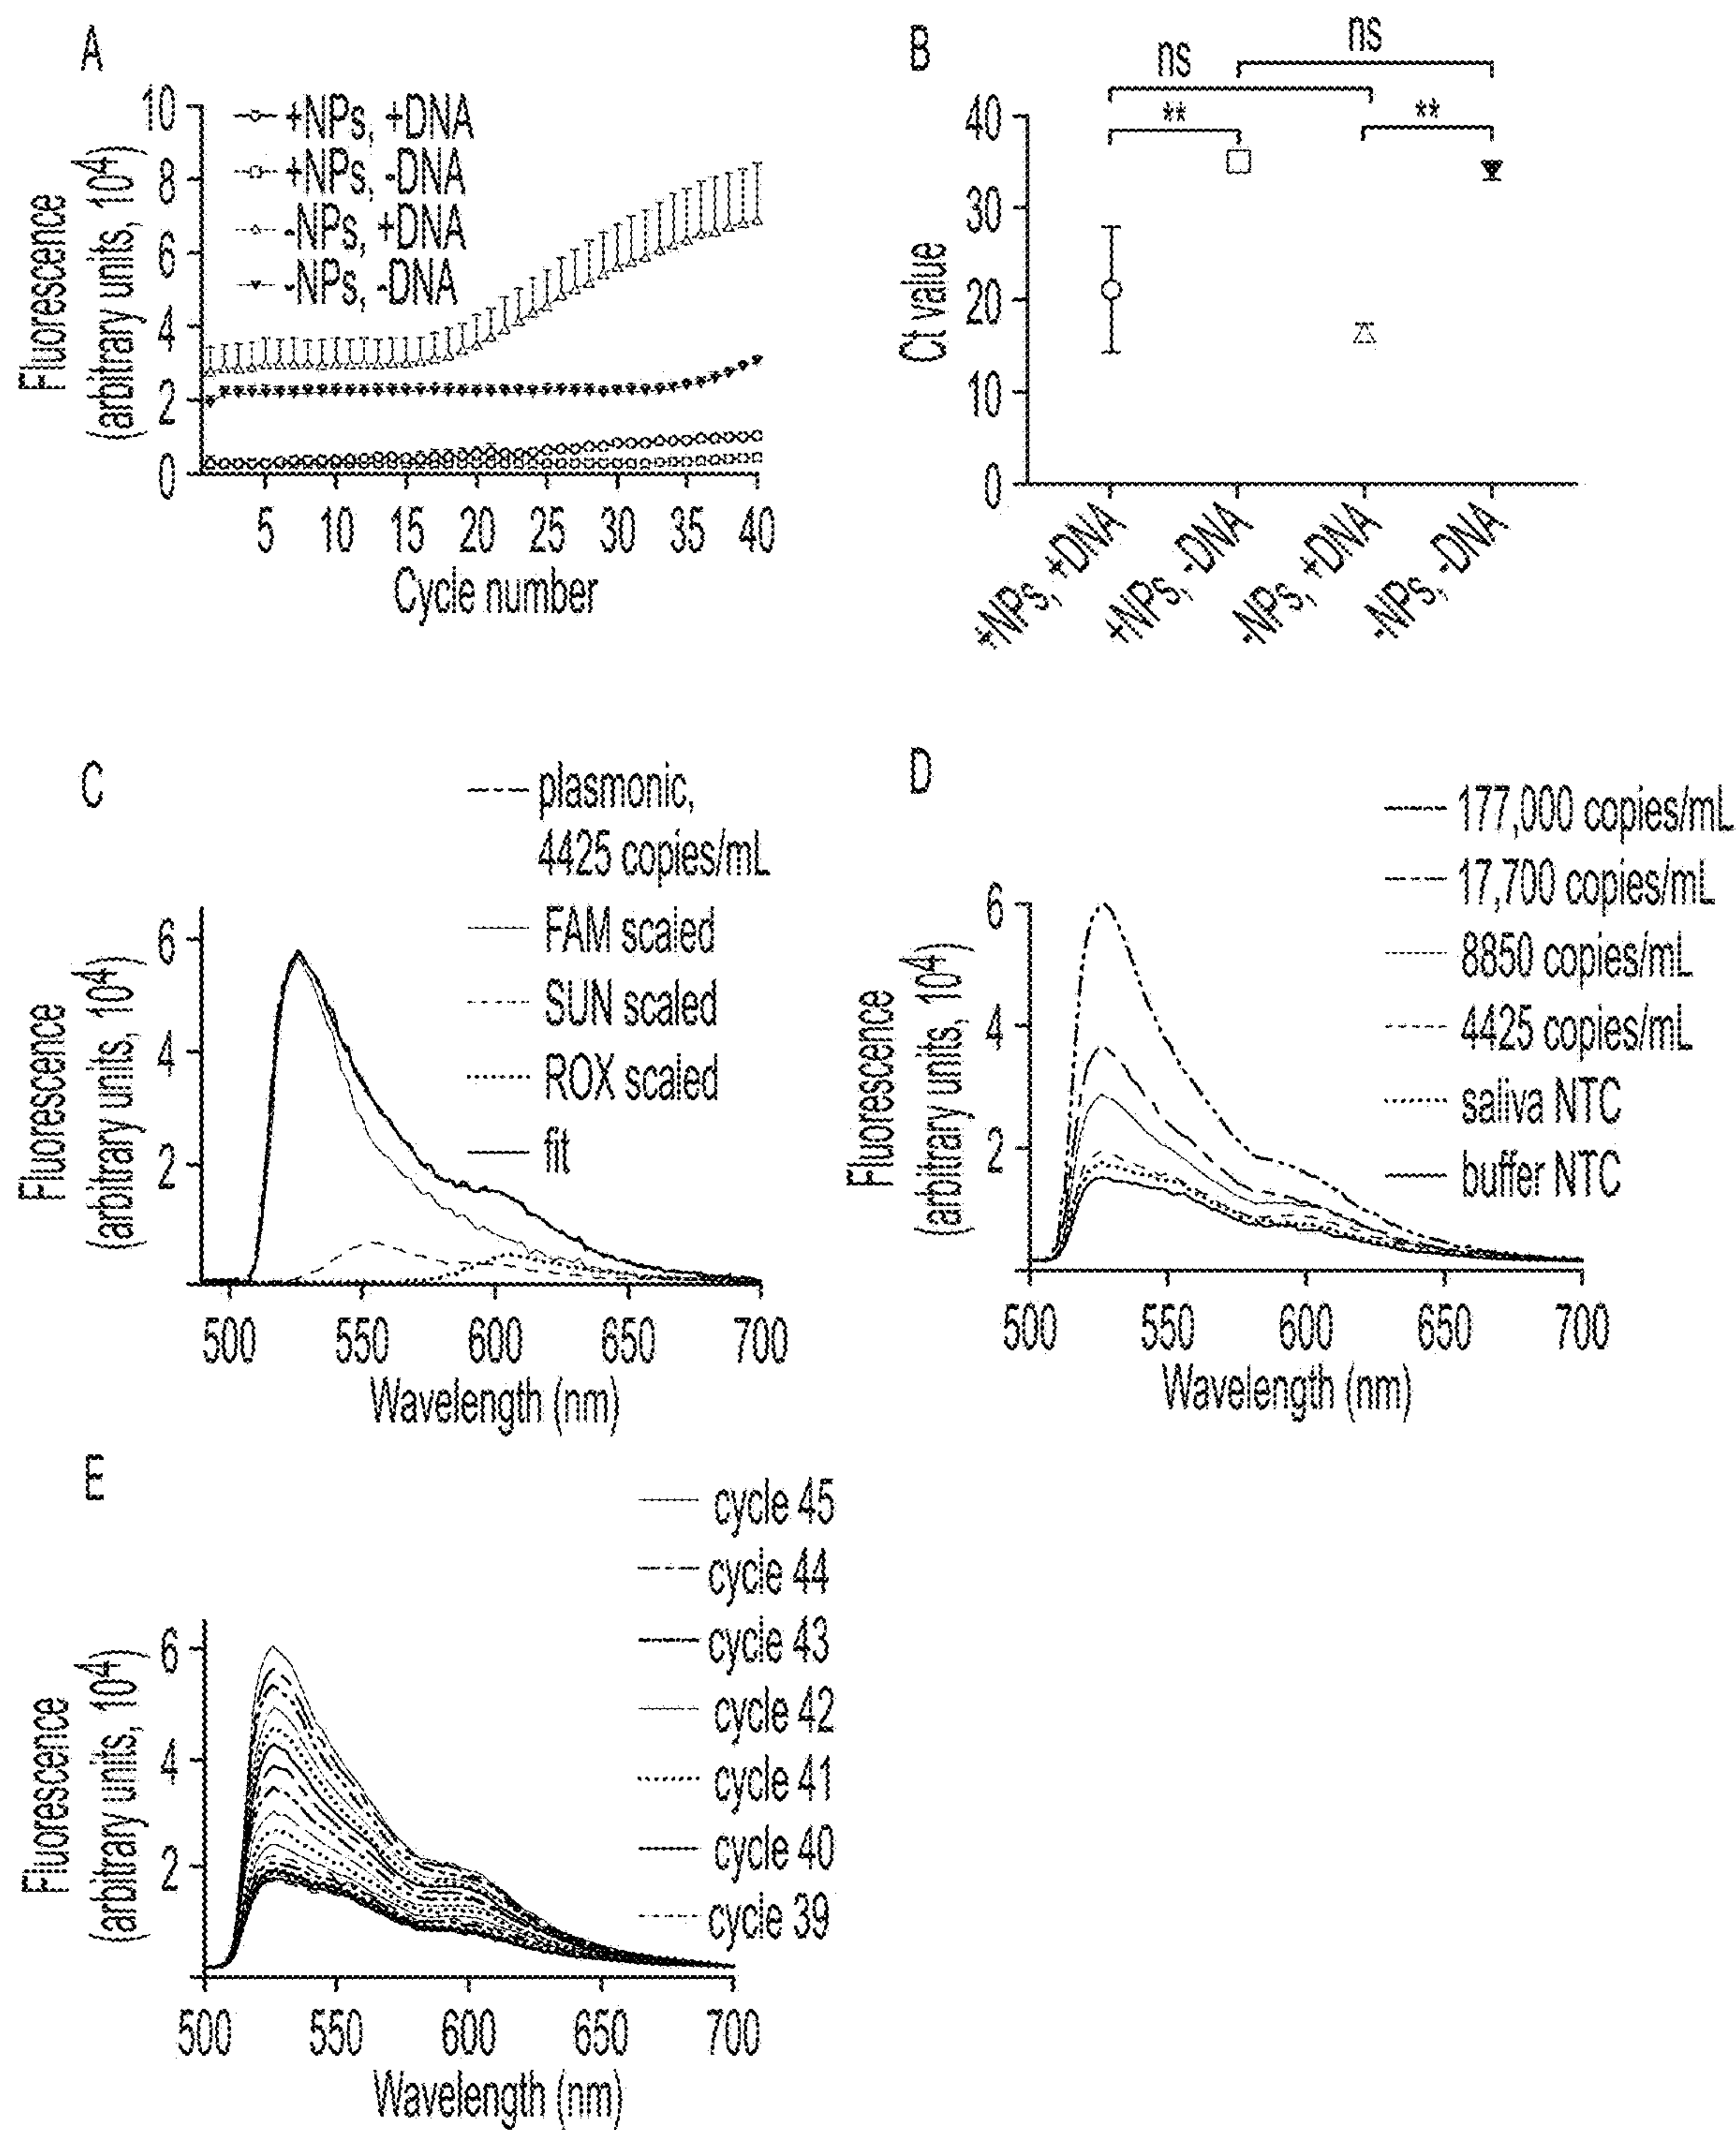 A
Fluorescence
(arbitrary units, 10⁴)
10
8
6
4
2
0
+NPs, +DNA
+NPs, -DNA
-NPs, +DNA
-NPs, -DNA
5 10 15 20 25 30 35 40
Cycle number
B
ns
ns
**
**
Ct value
40
30
20
10
0
+NPs, +DNA
+NPs, -DNA
-NPs, +DNA
-NPs, -DNA
C
plasmonic,
4425 copies/mL
FAM scaled
SUN scaled
ROX scaled
fit
Fluorescence
(arbitrary units, 10⁴)
6
4
2
500 550 600 650 700
Wavelength (nm)
D
177,000 copies/mL
17,700 copies/mL
8850 copies/mL
4425 copies/mL
saliva NTC
buffer NTC
Fluorescence
(arbitrary units, 10⁴)
6
4
2
500 550 600 650 700
Wavelength (nm)
E
cycle 45
cycle 44
cycle 43
cycle 42
cycle 41
cycle 40
cycle 39
Fluorescence
(arbitrary units, 10⁴)
6
4
2
500 550 600 650 700
Wavelength (nm)